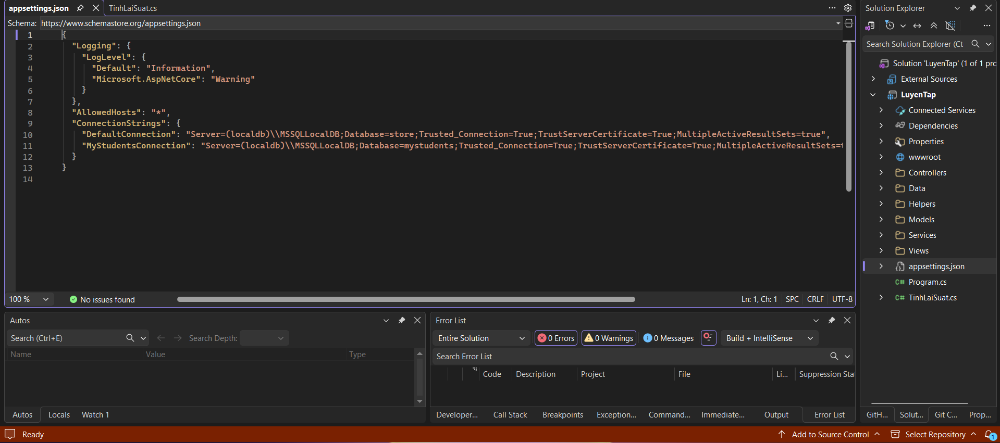 appsettings.json
TinhLaiSuat.cs
Schema: https://www.schemastore.org/appsettings.json
1 {
2 "Logging": {
3 "LogLevel": {
4 "Default": "Information",
5 "Microsoft.AspNetCore": "Warning"
6 }
7 },
8 "AllowedHosts": "*",
9 "ConnectionStrings": {
10 "DefaultConnection": "Server=(localdb)\\MSSQLLocalDB;Database=store;Trusted_Connection=True;TrustServerCertificate=True;MultipleActiveResultSets=true",
11 "MyStudentsConnection": "Server=(localdb)\\MSSQLLocalDB;Database=mystudents;Trusted_Connection=True;TrustServerCertificate=True;MultipleActiveResultSets=t
12 }
13 }
14
100 %
No issues found
Ln: 1, Ch: 1 SPC CRLF UTF-8
Autos
Search (Ctrl+E)
Search Depth:
Name Value Type
Autos Locals Watch 1
Error List
Entire Solution
0 Errors
0 Warnings
0 Messages
Build + IntelliSense
Search Error List
Code Description Project File Li... Suppression Stat
Developer... Call Stack Breakpoints Exception... Command... Immediate... Output Error List
Solution Explorer
Search Solution Explorer (Ct
Solution 'LuyenTap' (1 of 1 pro
External Sources
LuyenTap
Connected Services
Dependencies
Properties
wwwroot
Controllers
Data
Helpers
Models
Services
Views
appsettings.json
C# Program.cs
C# TinhLaiSuat.cs
GitH... Solut... Git C... Prop...
Ready
Add to Source Control
Select Repository
1